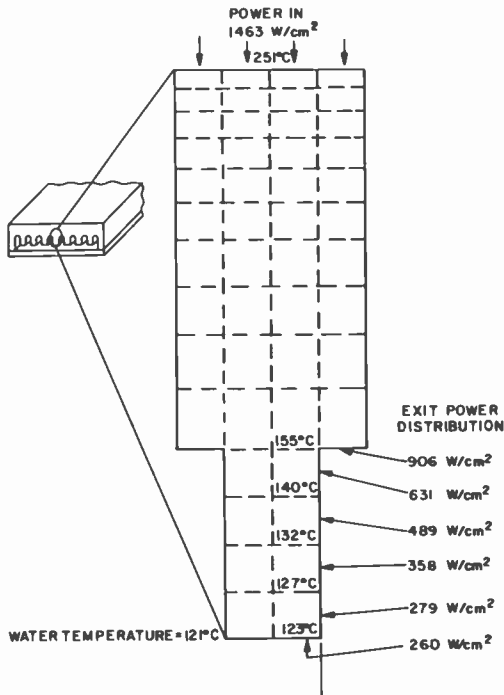 POWER IN
1463 W/cm²
251°C
EXIT POWER
DISTRIBUTION
155°C
906 W/cm²
140°C
631 W/cm²
132°C
489 W/cm²
127°C
358 W/cm²
279 W/cm²
WATER TEMPERATURE=121°C
123°C
260 W/cm²